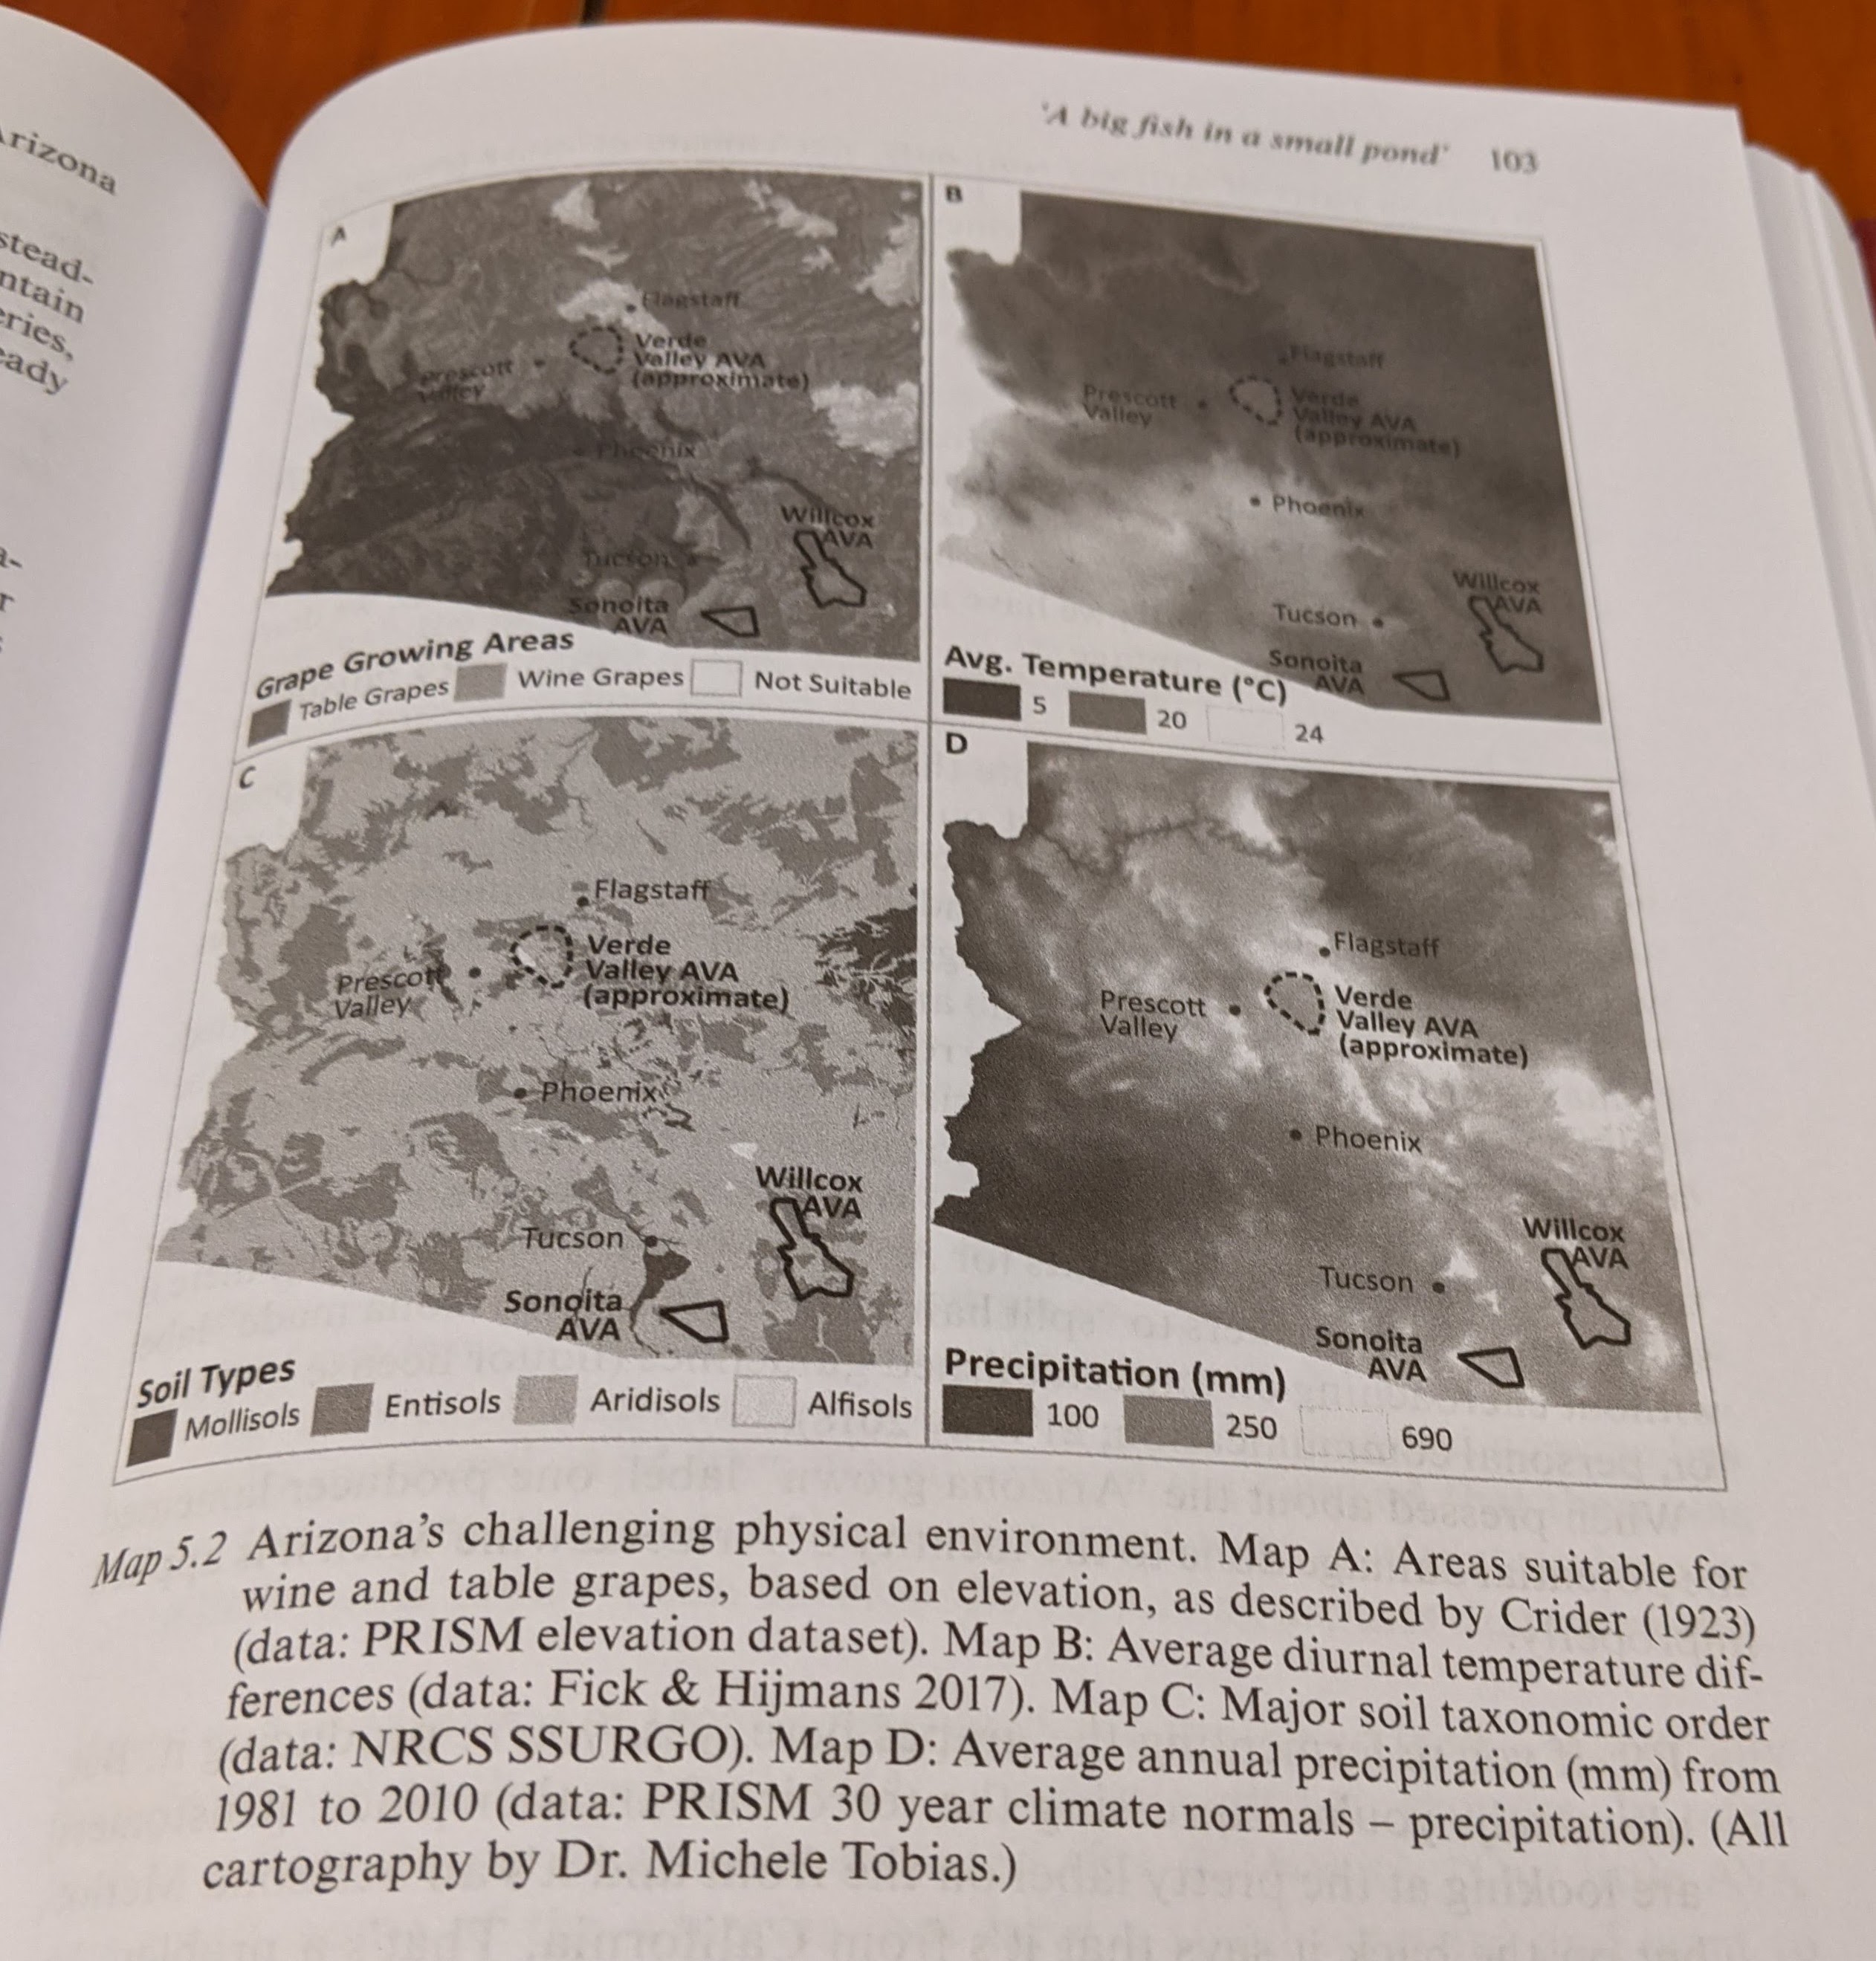 Arizona
'A big fish in a small pond' 103
A
Flagstaff
Verde
Valley AVA
(approximate)
Prescott
Valley
Phoenix
Willcox
AVA
Tucson
Sonoita
AVA
Grape Growing Areas
Table Grapes Wine Grapes Not Suitable
B
Flagstaff
Prescott
Valley
Verde
Valley AVA
(approximate)
Phoenix
Willcox
AVA
Tucson
Sonoita
AVA
Avg. Temperature (°C)
5 20 24
C
Flagstaff
Verde
Valley AVA
(approximate)
Prescott
Valley
Phoenix
Willcox
AVA
Tucson
Sonoita
AVA
Soil Types
Mollisols Entisols Aridisols Alfisols
D
Flagstaff
Prescott
Valley
Verde
Valley AVA
(approximate)
Phoenix
Willcox
AVA
Tucson
Sonoita
AVA
Precipitation (mm)
100 250 690
Map 5.2 Arizona's challenging physical environment. Map A: Areas suitable for
wine and table grapes, based on elevation, as described by Crider (1923)
(data: PRISM elevation dataset). Map B: Average diurnal temperature dif-
ferences (data: Fick & Hijmans 2017). Map C: Major soil taxonomic order
(data: NRCS SSURGO). Map D: Average annual precipitation (mm) from
1981 to 2010 (data: PRISM 30 year climate normals – precipitation). (All
cartography by Dr. Michele Tobias.)